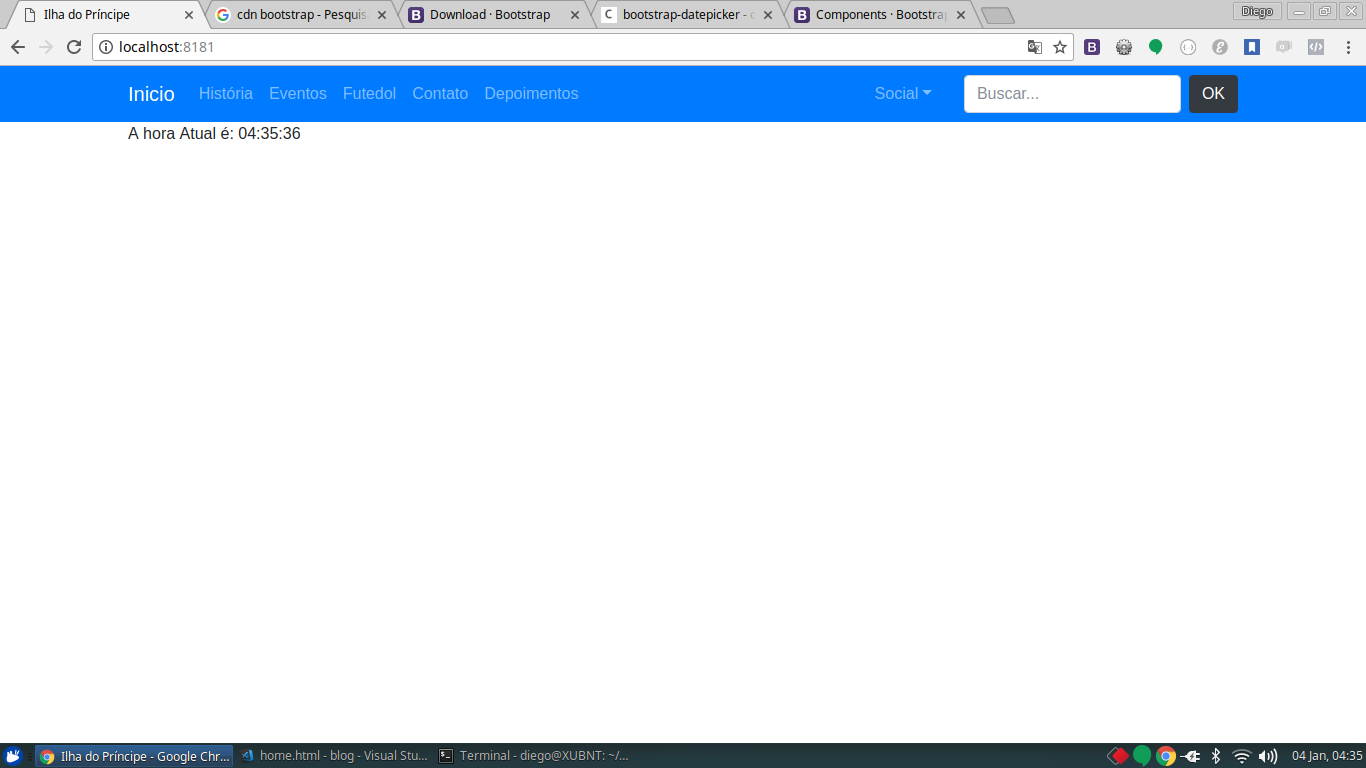 Ilha do Príncipe
cdn bootstrap - Pesquis
Download · Bootstrap
C bootstrap-datepicker - c
Components · Bootstrap
Diego
localhost:8181
Inicio História Eventos Futedol Contato Depoimentos Social Buscar... OK
A hora Atual é: 04:35:36
Ilha do Príncipe - Google Chr... home.html - blog - Visual Stu... Terminal - diego@XUBNT: ~/... 04 Jan, 04:35